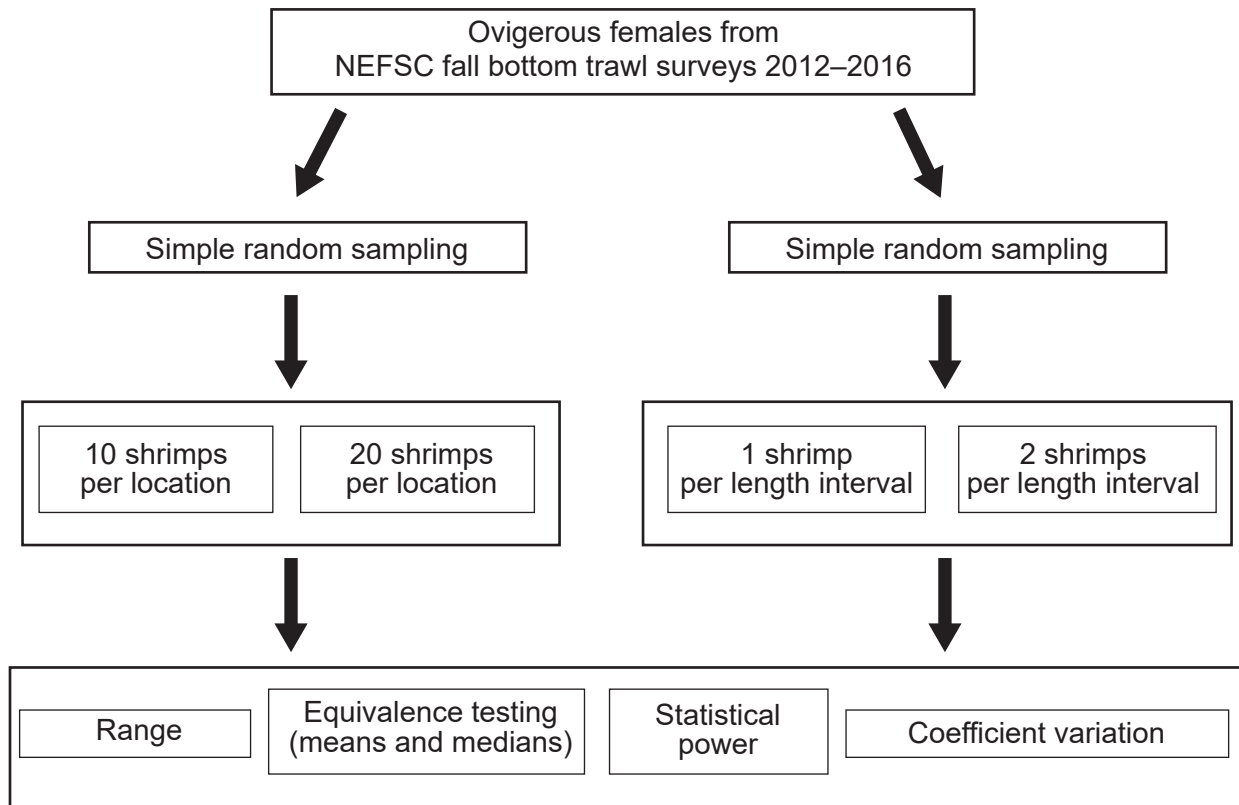 Ovigerous females from
NEFSC fall bottom trawl surveys 2012–2016
Simple random sampling
Simple random sampling
10 shrimps
per location
20 shrimps
per location
1 shrimp
per length interval
2 shrimps
per length interval
Range
Equivalence testing
(means and medians)
Statistical
power
Coefficient variation